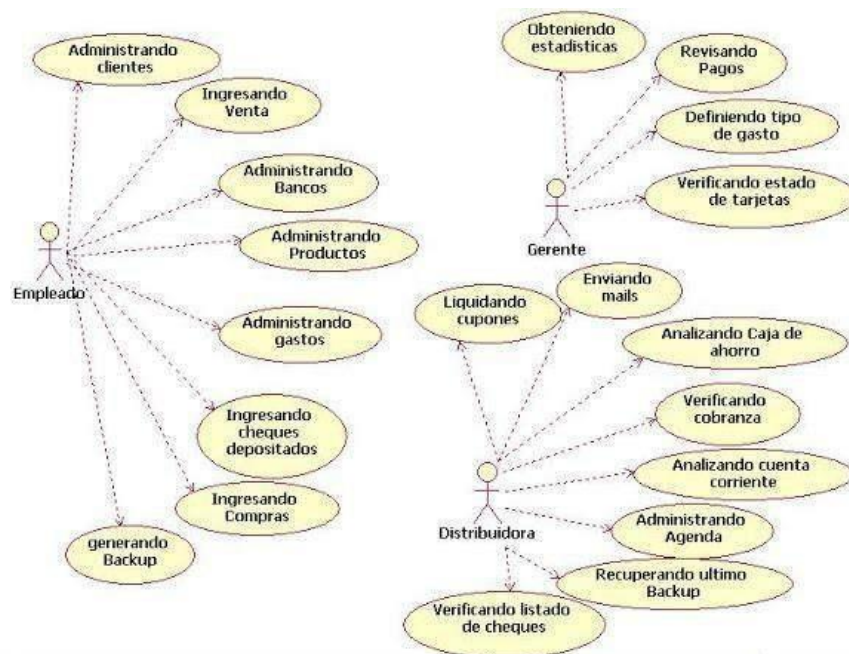 Administrando
clientes
Ingresando
Venta
Administrando
Bancos
Administrando
Productos
Empleado
Administrando
gastos
Ingresando
cheques
depositados
Ingresando
Compras
generando
Backup
Obteniendo
estadisticas
Revisando
Pagos
Definiendo tipo
de gasto
Verificando estado
de tarjetas
Gerente
Liquidando
cupones
Enviando
mails
Analizando Caja de
ahorro
Verificando
cobranza
Analizando cuenta
corriente
Distribuidora
Administrando
Agenda
Recuperando ultimo
Backup
Verificando listado
de cheques